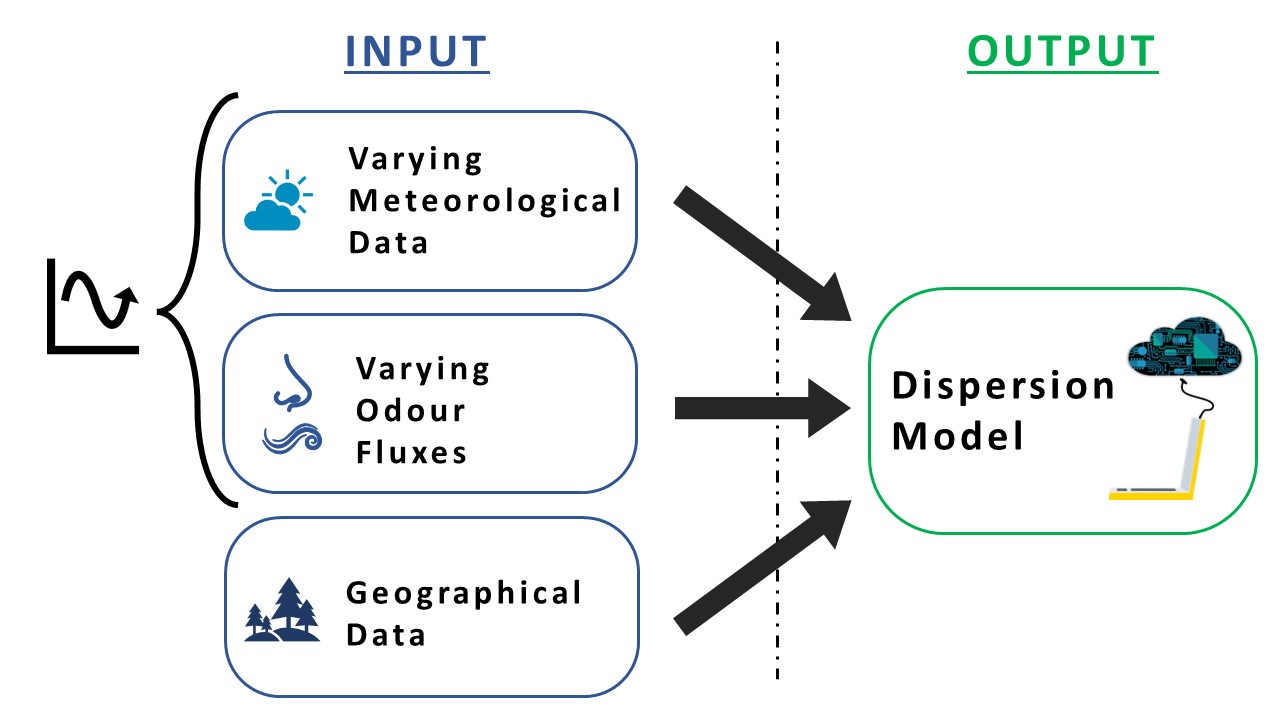 INPUT
OUTPUT
Varying
Meteorological
Data
Varying
Odour
Fluxes
Geographical
Data
Dispersion
Model